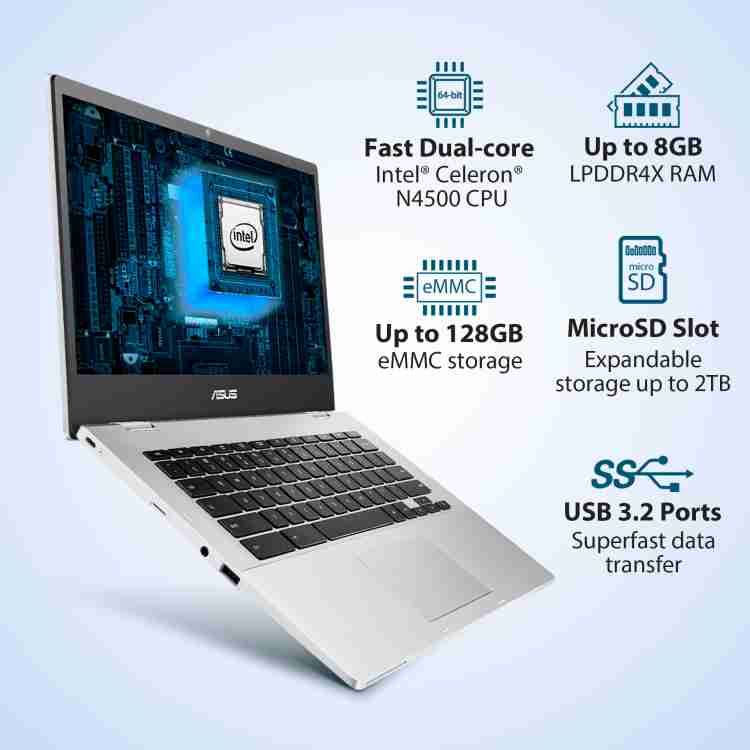 64-bit
Fast Dual-core
Intel® Celeron®
N4500 CPU
Up to 8GB
LPDDR4X RAM
eMMC
Up to 128GB
eMMC storage
micro
SD
MicroSD Slot
Expandable
storage up to 2TB
SS
USB 3.2 Ports
Superfast data
transfer
intel
ASUS